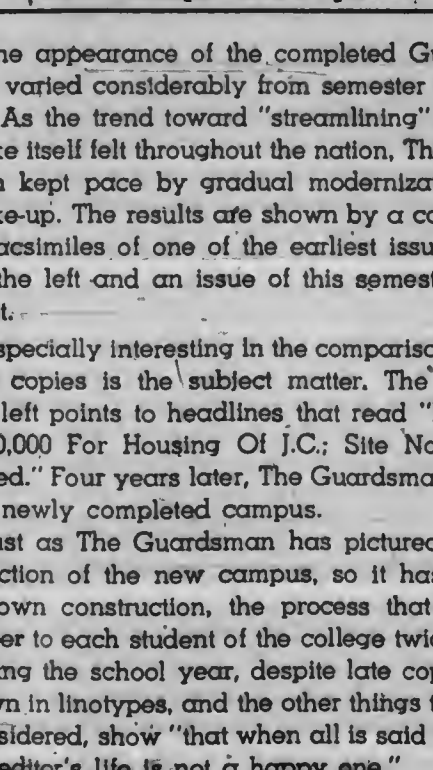 he appearance of the completed Gu
varied considerably from semester
As the trend toward "streamlining"
ke itself felt throughout the nation, Th
n kept pace by gradual moderniza
ke-up. The results are shown by a co
acsimiles of one of the earliest issu
the left and an issue of this semest
t.
specially interesting in the compariso
copies is the subject matter. The
left points to headlines that read "
0,000 For Housing Of J.C.; Site No
ed." Four years later, The Guardsma
newly completed campus.
ust as The Guardsman has pictured
ction of the new campus, so it has
own construction, the process that
er to each student of the college twic
ng the school year, despite late cop
wn in linotypes, and the other things t
sidered, show "that when all is said
editor's life is not a happy one."